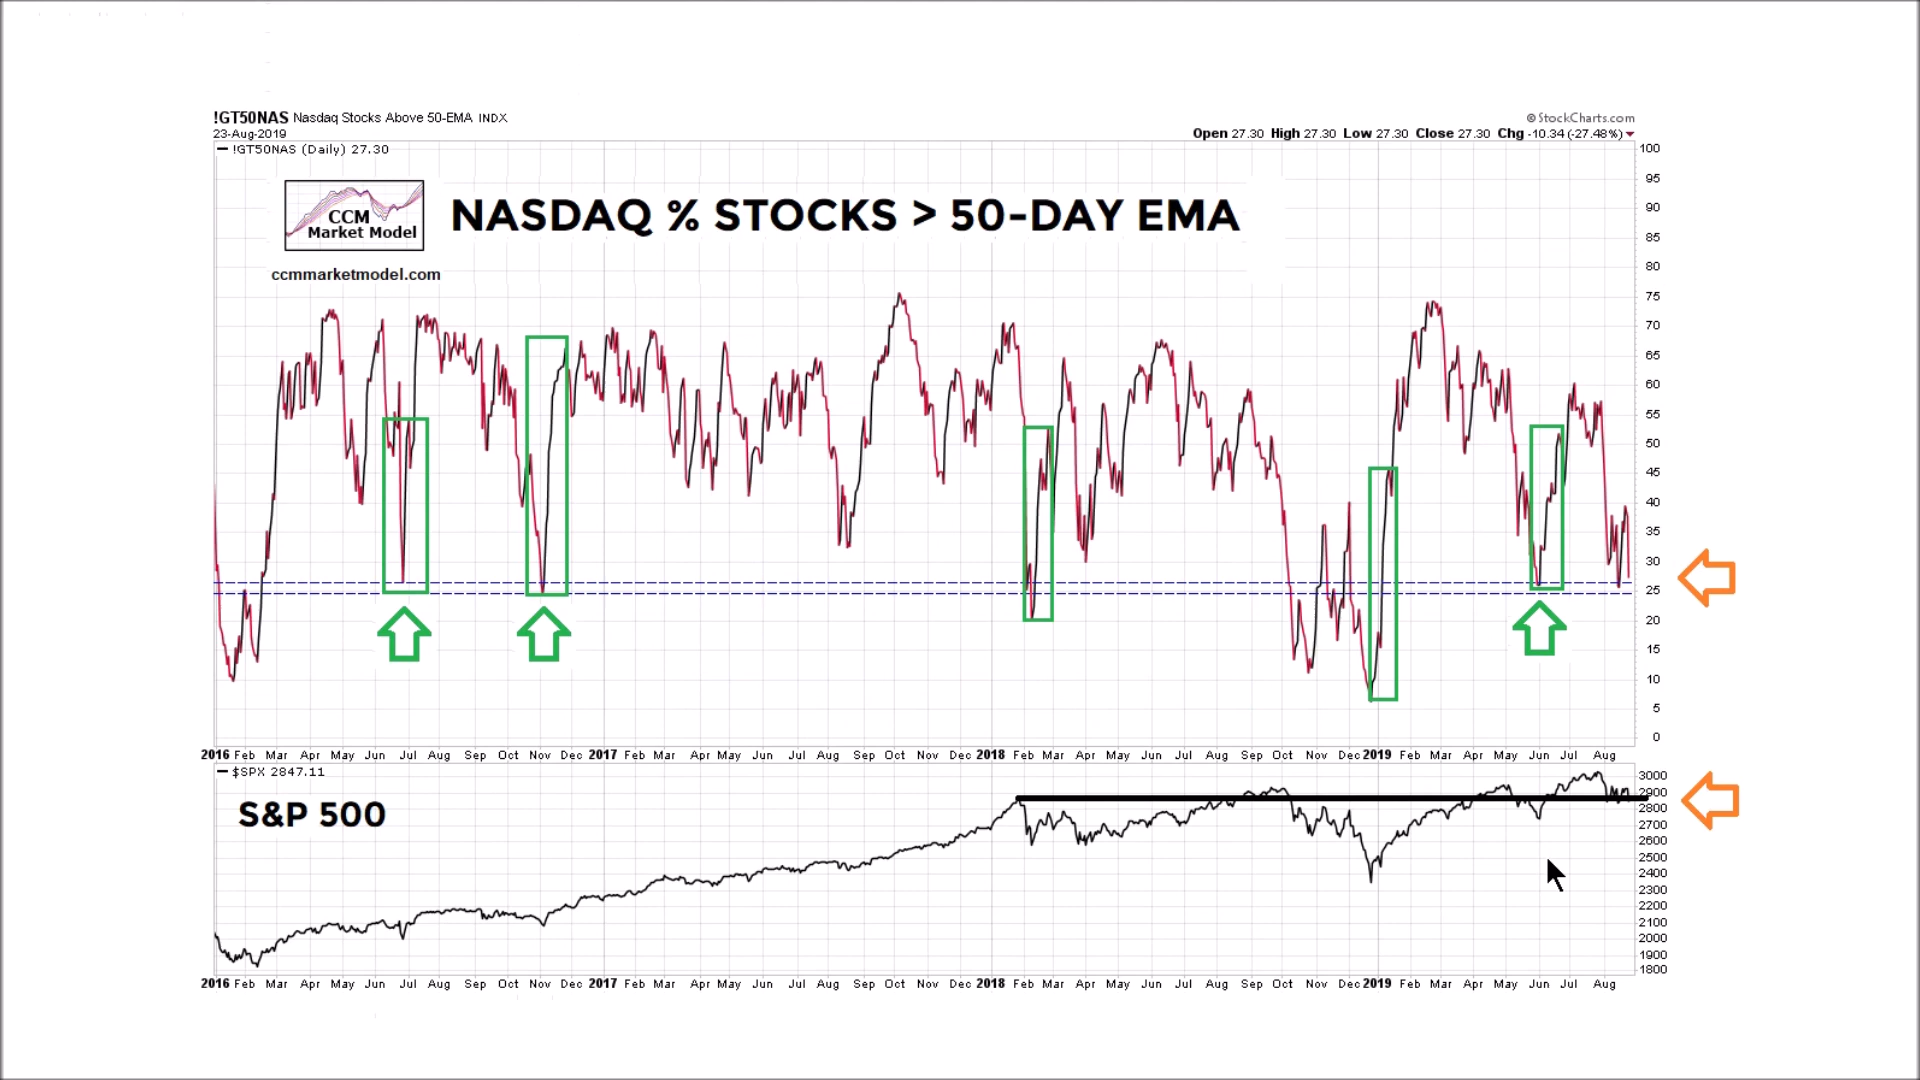 !GT50NAS Nasdaq Stocks Above 50-EMA INDX
© StockCharts.com
23-Aug-2019
Open 27.30 High 27.30 Low 27.30 Close 27.30 Chg -10.34 (-27.48%)
!GT50NAS (Daily) 27.30
CCM
Market Model
NASDAQ % STOCKS > 50-DAY EMA
ccmmarketmodel.com
100
95
90
85
80
75
70
65
60
55
50
45
40
35
30
25
20
15
10
5
0
2016 Feb Mar Apr May Jun Jul Aug Sep Oct Nov Dec 2017 Feb Mar Apr May Jun Jul Aug Sep Oct Nov Dec 2018 Feb Mar Apr May Jun Jul Aug Sep Oct Nov Dec 2019 Feb Mar Apr May Jun Jul Aug
$SPX 2847.11
S&P 500
3000
2900
2800
2700
2600
2500
2400
2300
2200
2100
2000
1900
1800
2016 Feb Mar Apr May Jun Jul Aug Sep Oct Nov Dec 2017 Feb Mar Apr May Jun Jul Aug Sep Oct Nov Dec 2018 Feb Mar Apr May Jun Jul Aug Sep Oct Nov Dec 2019 Feb Mar Apr May Jun Jul Aug